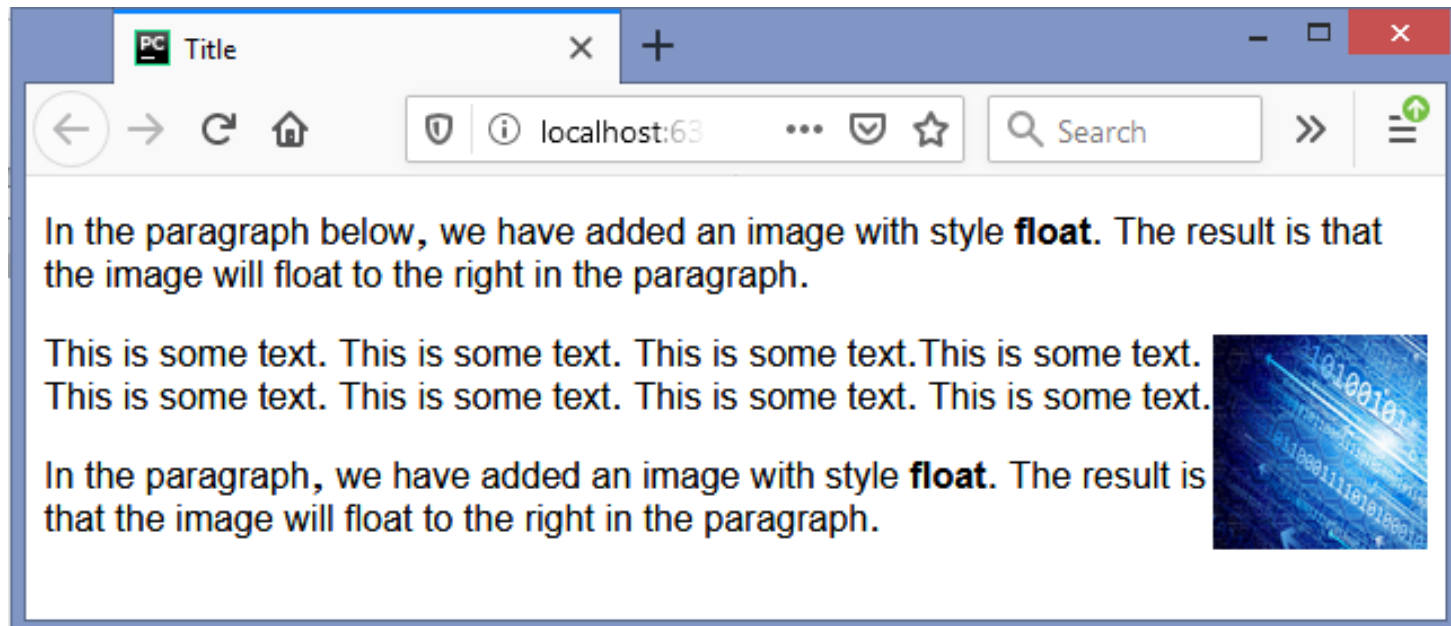 PC Title
localhost:63
Search
In the paragraph below, we have added an image with style float. The result is that
the image will float to the right in the paragraph.
This is some text. This is some text. This is some text.This is some text.
This is some text. This is some text. This is some text. This is some text.
In the paragraph, we have added an image with style float. The result is
that the image will float to the right in the paragraph.